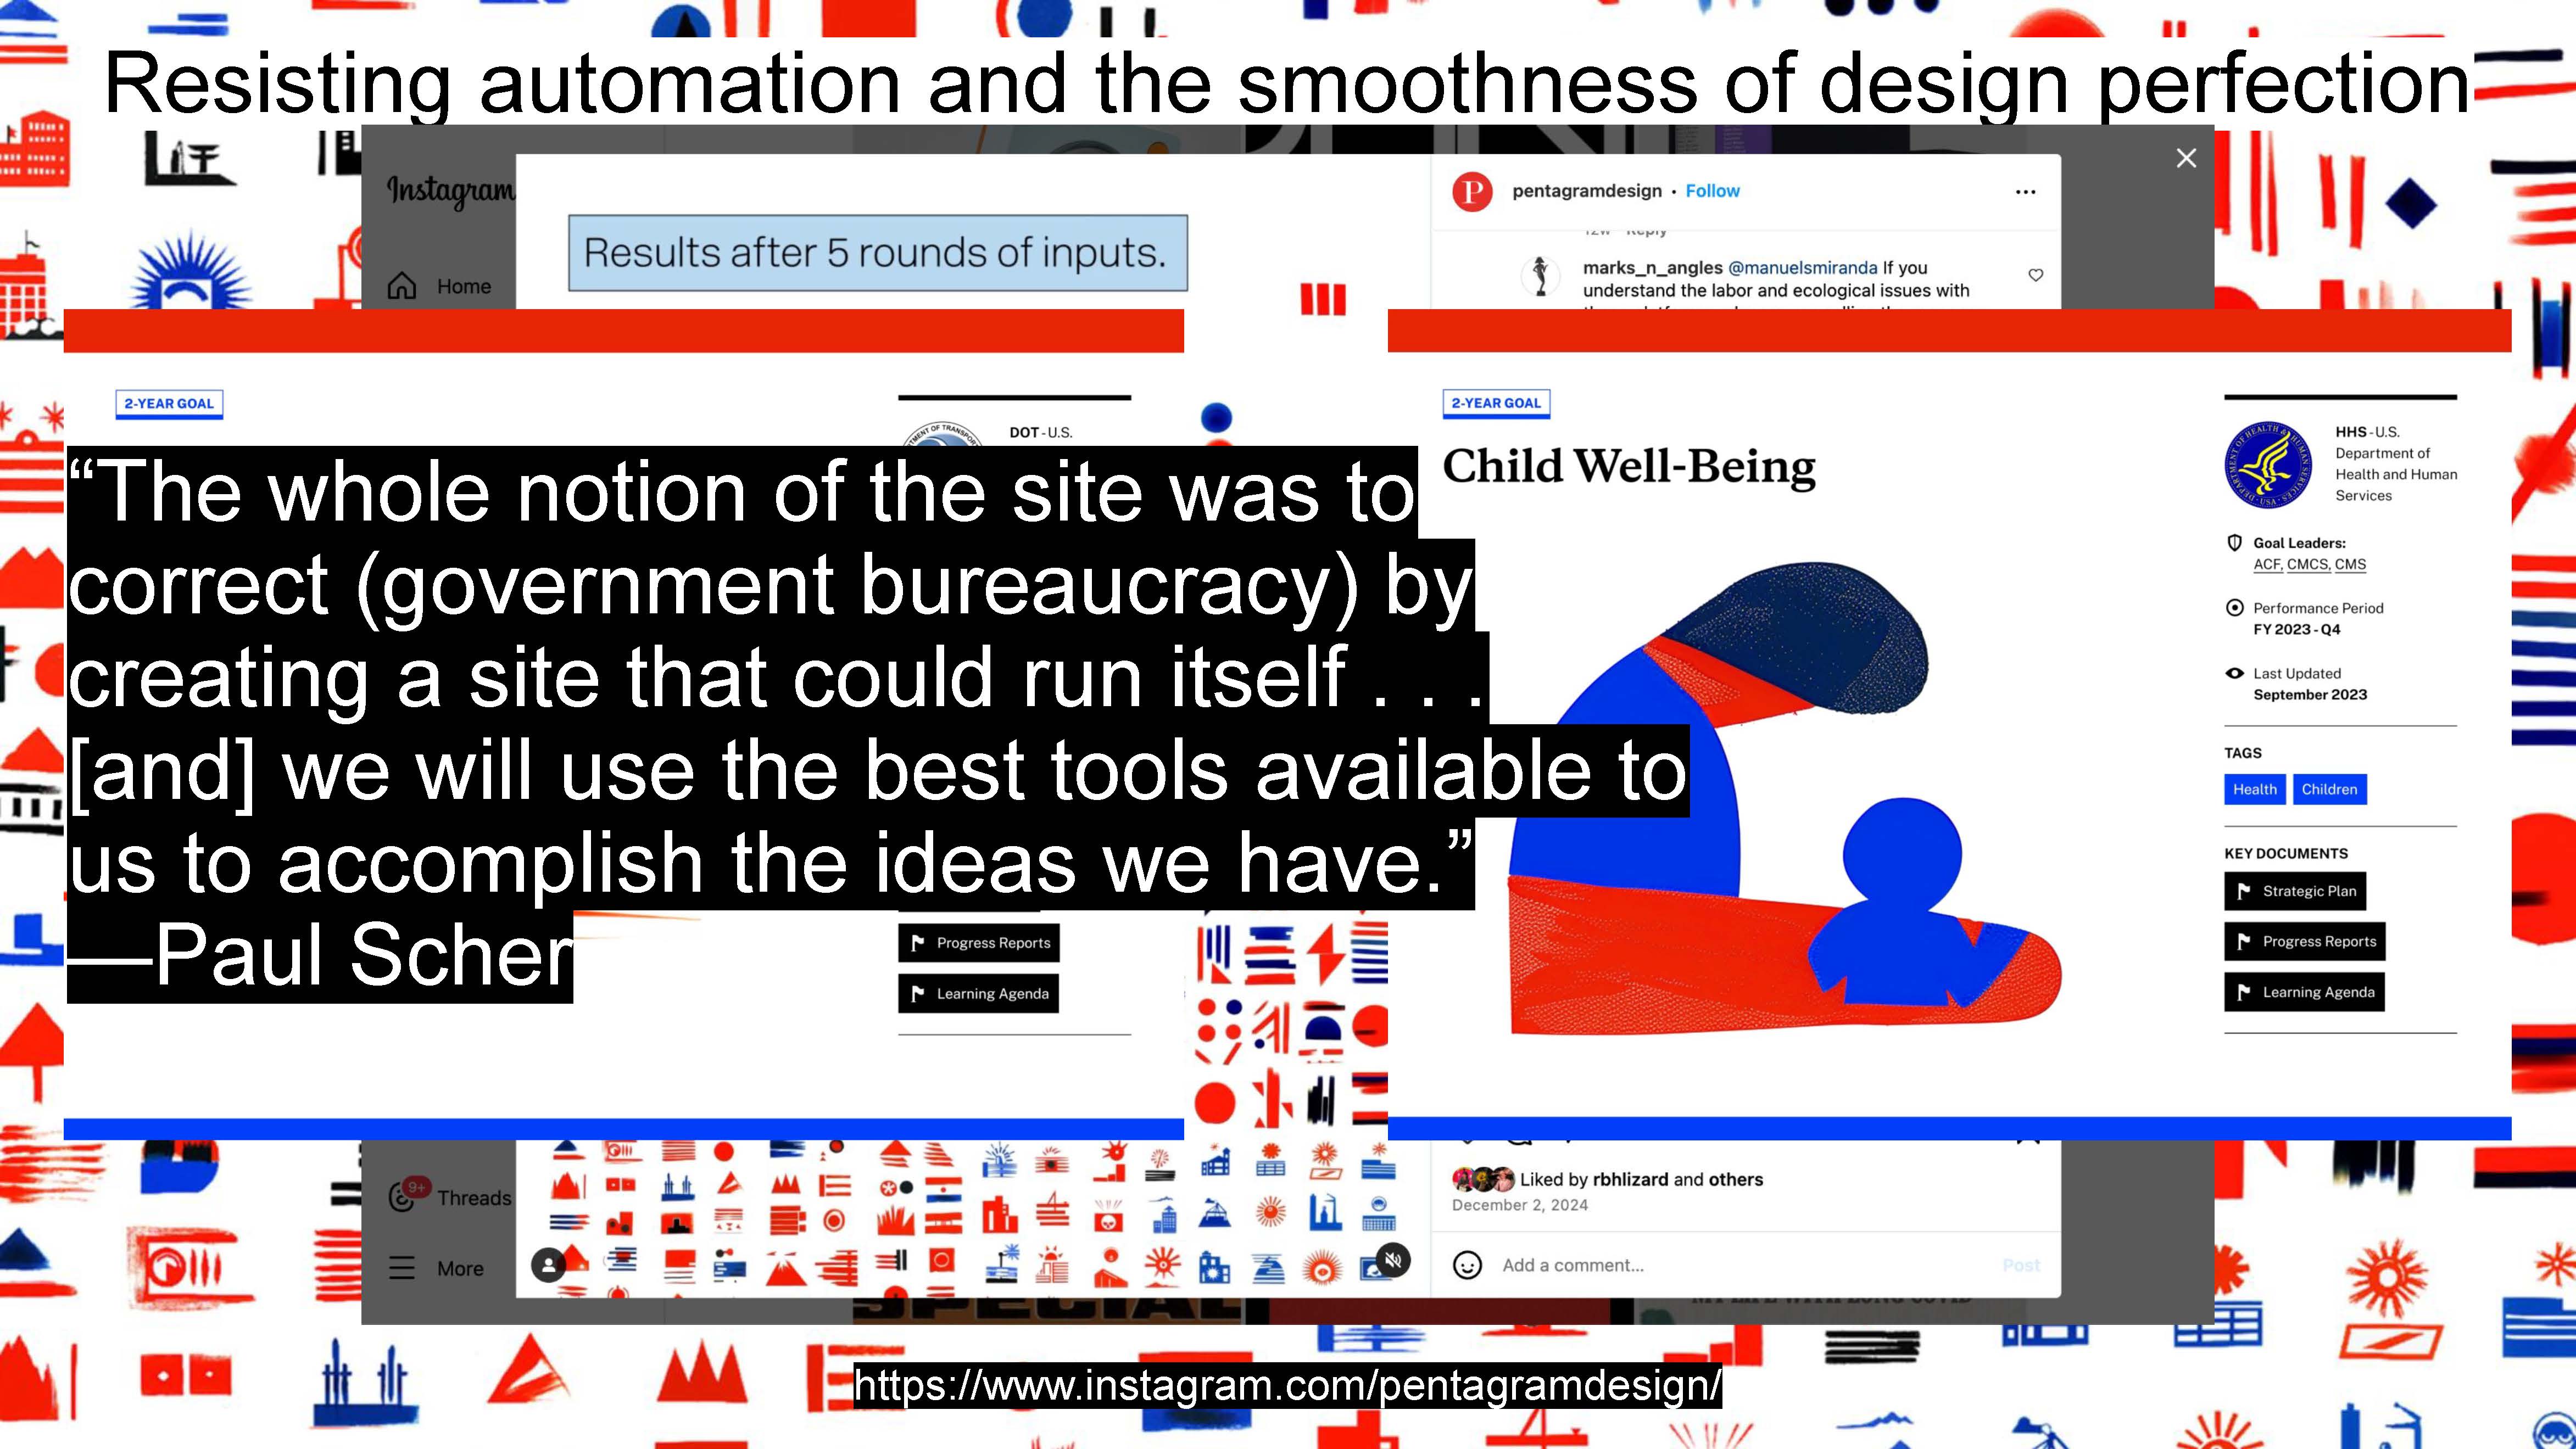 Resisting automation and the smoothness of design perfection
Instagram
Home
Results after 5 rounds of inputs.
pentagramdesign • Follow
Reply
marks_n_angles @manuelsmiranda If you
understand the labor and ecological issues with
2-YEAR GOAL
DOT - U.S.
“The whole notion of the site was to
correct (government bureaucracy) by
creating a site that could run itself . . .
[and] we will use the best tools available to
us to accomplish the ideas we have.”
—Paul Scher
Progress Reports
Learning Agenda
2-YEAR GOAL
Child Well-Being
HHS - U.S.
Department of
Health and Human
Services
Goal Leaders:
ACF, CMCS, CMS
Performance Period
FY 2023 - Q4
Last Updated
September 2023
TAGS
Health
Children
KEY DOCUMENTS
Strategic Plan
Progress Reports
Learning Agenda
9+
Threads
More
Liked by rbhlizard and others
December 2, 2024
Add a comment...
Post
SPECIAL
https://www.instagram.com/pentagramdesign/